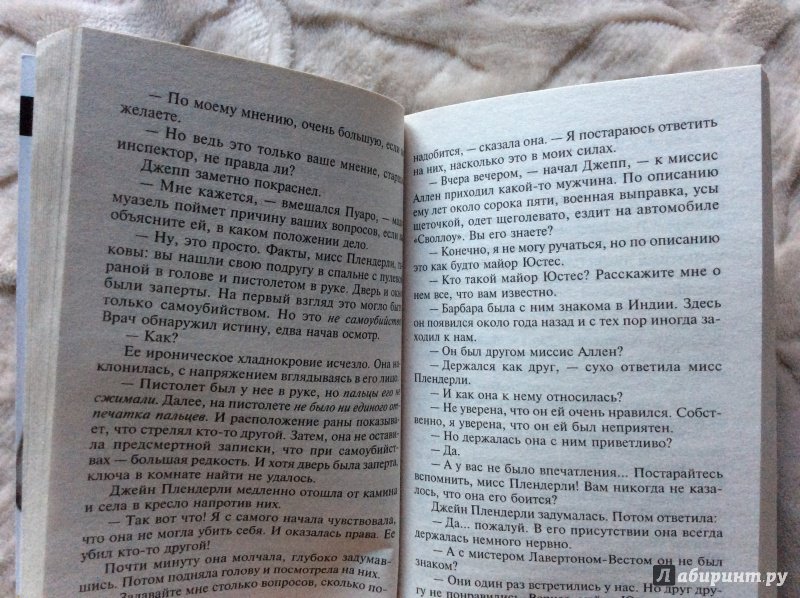 — По моему мнению, очень большую, если
желаете.
— Но ведь это только ваше мнение,
инспектор, не правда ли?
Джепп заметно покраснел.
— Мне кажется, — вмешался Пуаро, —
муазель поймет причину ваших вопросов, если
объясните ей, в каком положении дело.
— Ну, это просто. Факты, мисс Плендерли,
ковы: вы нашли свою подругу в спальне с пулевой
раной в голове и пистолетом в руке. Дверь и
были заперты. На первый взгляд это могло бы
только самоубийством. Но это не самоубийство
Врач обнаружил истину, едва начав осмотр.
— Как?
Ее ироническое хладнокровие исчезло. Она на-
клонилась, с напряжением вглядываясь в его лицо.
— Пистолет был у нее в руке, но пальцы его не
сжимали. Далее, на пистолете не было ни единого от-
печатка пальцев. И расположение раны показыва-
ет, что стрелял кто-то другой. Затем, она не остави-
ла предсмертной записки, что при самоубийст-
вах — большая редкость. И хотя дверь была заперта,
ключа в комнате найти не удалось.
Джейн Плендерли медленно отошла от камина
и села в кресло напротив них.
— Так вот что! Я с самого начала чувствовала,
что она не могла убить себя. И оказалась права. Ее
убил кто-то другой!
Почти минуту она молчала, глубоко задумав-
шись. Потом подняла голову и посмотрела на них.
— Задавайте мне столько вопросов, сколько по-
надобится, — сказала она. — Я постараюсь ответить
на них, насколько это в моих силах.
— Вчера вечером, — начал Джепп, — к миссис
Аллен приходил какой-то мужчина. По описанию
ему лет около сорока пяти, военная выправка, усы
щеточкой, одет щеголевато, ездит на автомобиле
«Своллоу». Вы его знаете?
— Конечно, я не могу ручаться, но по описанию
это как будто майор Юстес.
— Кто такой майор Юстес? Расскажите мне о
нем все, что вам известно.
— Барбара была с ним знакома в Индии. Здесь
он появился около года назад и с тех пор иногда за-
ходил к нам.
— Он был другом миссис Аллен?
— Держался как друг, — сухо ответила мисс
Плендерли.
— И как она к нему относилась?
— Не уверена, что он ей очень нравился. Собст-
венно, я уверена, что он ей был неприятен.
— Но держалась она с ним приветливо?
— Да.
— А у вас не было впечатления... Постарайтесь
вспомнить, мисс Плендерли! Вам никогда не каза-
лось, что она его боится?
Джейн Плендерли задумалась. Потом ответила:
— Да... пожалуй. В его присутствии она всегда
держалась немного нервно.
— А с мистером Лавертоном-Вестом он не был
знаком?
— Они один раз встретились у нас. Но друг дру-
гу не понравились.
Лабиринт.ру